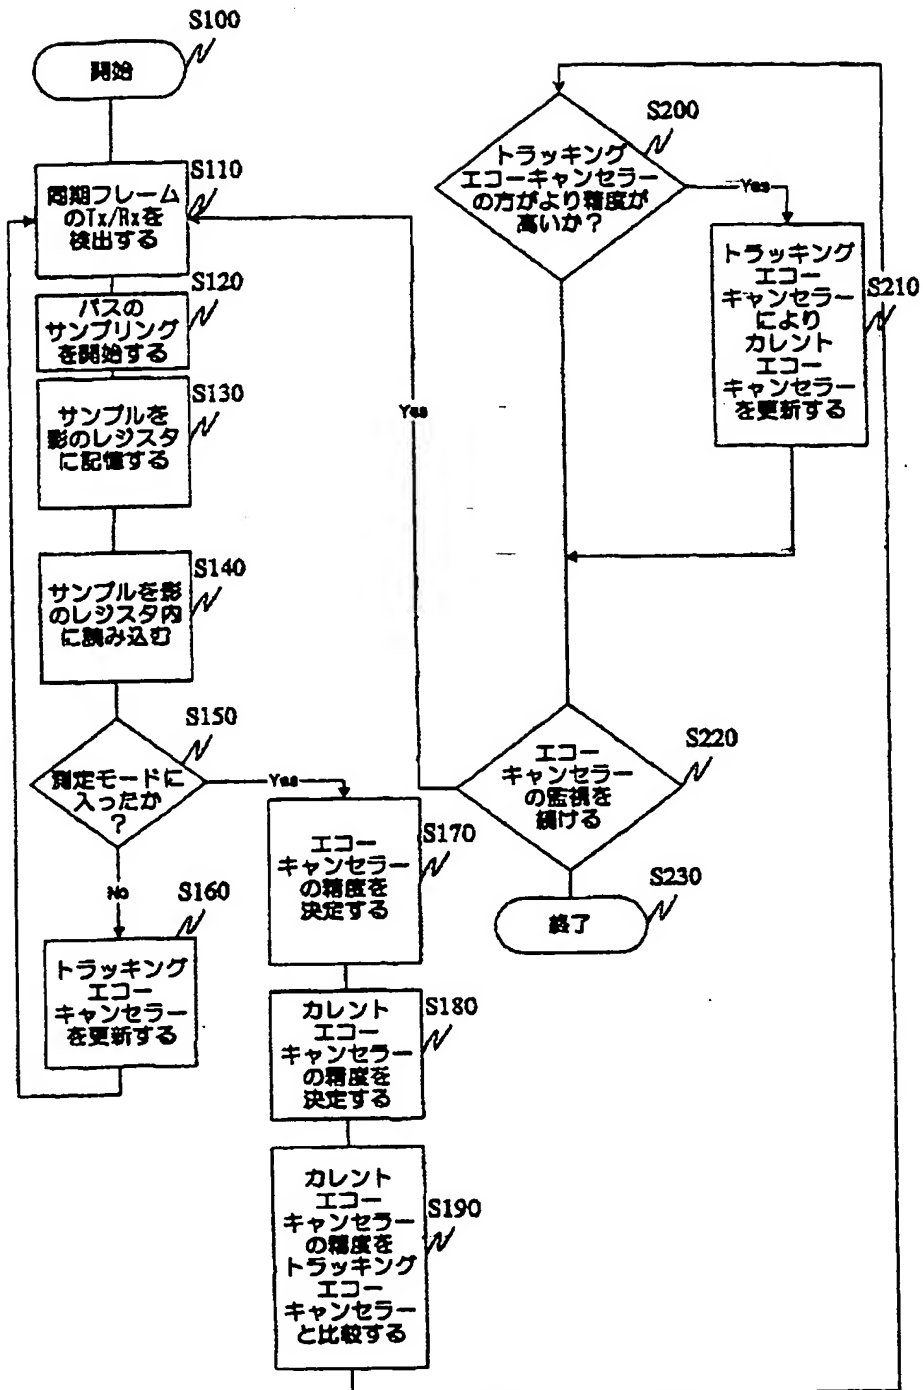 S100
開始
S110
同期フレーム
のTx/Rxを
検出する
S120
パスの
サンプリング
を開始する
S130
サンプルを
影のレジスタ
に記憶する
S140
サンプルを影
のレジスタ内
に読み込む
S150
測定モードに
入ったか
?
Yes
No
S160
トラッキング
エコー
キャンセラー
を更新する
S170
エコー
キャンセラー
の精度を
決定する
S180
カレント
エコー
キャンセラー
の精度を
決定する
S190
カレント
エコー
キャンセラー
の精度を
トラッキング
エコー
キャンセラー
と比較する
S200
トラッキング
エコーキャンセラー
の方がより精度が
高いか?
Yes
S210
トラッキング
エコー
キャンセラー
により
カレント
エコー
キャンセラー
を更新する
S220
エコー
キャンセラー
の監視を
続ける
Yes
S230
終了